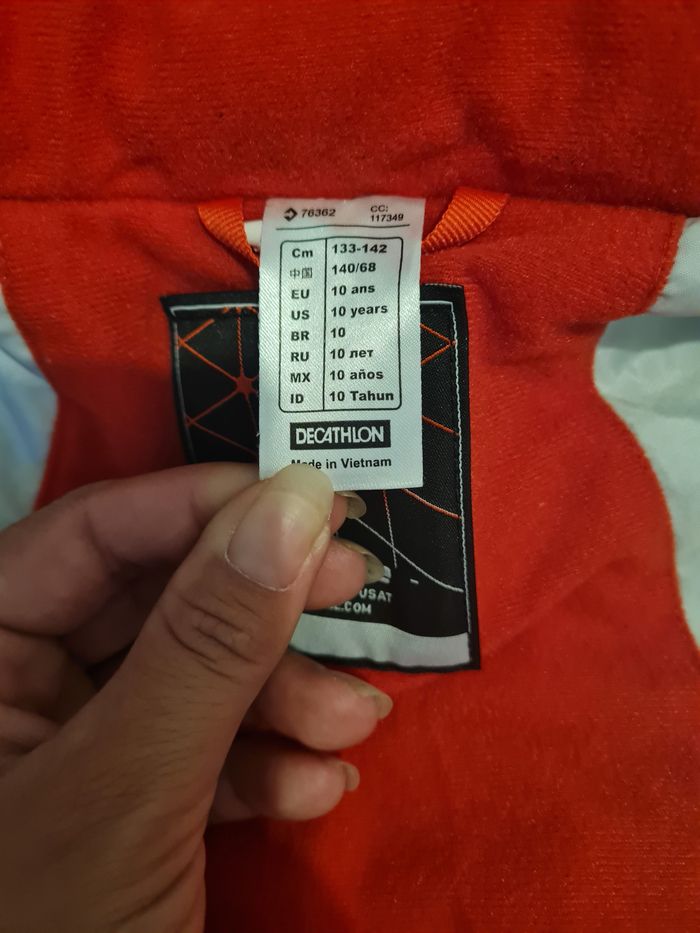 76362 CC: 117349
Cm 133-142
中国 140/68
EU 10 ans
US 10 years
BR 10
RU 10 лет
MX 10 años
ID 10 Tahun
DECATHLON
Made in Vietnam
.COM